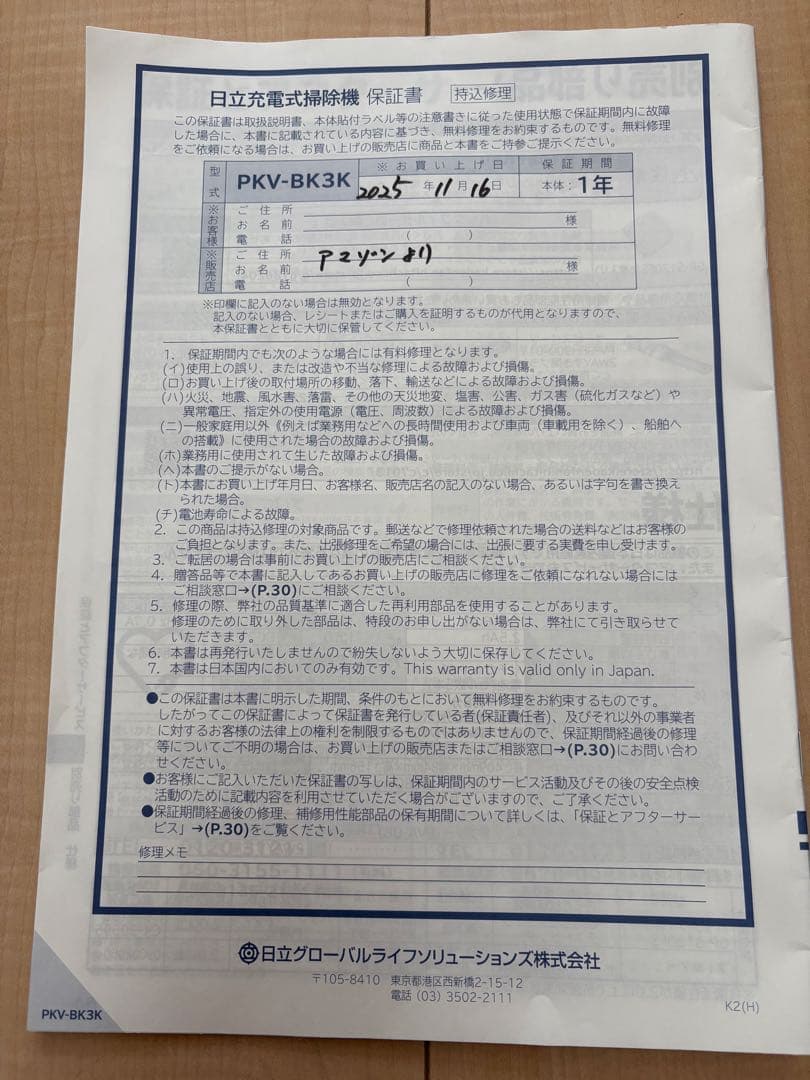 日立充電式掃除機 保証書 持込修理
この保証書は取扱説明書、本体貼付ラベル等の注意書きに従った使用状態で保証期間内に故障
した場合に、本書に記載されている内容に基づき、無料修理をお約束するものです。無料修理
をご依頼になる場合は、お買い上げの販売店に商品と本書をご持参ご提示ください。
型式 PKV-BK3K ※お買い上げ日 保証期間
2025年11月16日 本体：1年
※お客様 ご住所
お名前 様
電話 ( )
※販売店 ご住所 アマゾンより
お名前 様
電話 ( )
※印欄に記入のない場合は無効となります。
記入のない場合、レシートまたはご購入を証明するものが代用となりますので、
本保証書とともに大切に保管してください。
1. 保証期間内でも次のような場合には有料修理となります。
(イ)使用上の誤り、または改造や不当な修理による故障および損傷。
(ロ)お買い上げ後の取付場所の移動、落下、輸送などによる故障および損傷。
(ハ)火災、地震、風水害、落雷、その他の天災地変、塩害、公害、ガス害（硫化ガスなど）や
異常電圧、指定外の使用電源（電圧、周波数）による故障および損傷。
(ニ)一般家庭用以外《例えば業務用などへの長時間使用および車両（車載用を除く）、船舶へ
の搭載》に使用された場合の故障および損傷。
(ホ)業務用に使用されて生じた故障および損傷。
(ヘ)本書のご提示がない場合。
(ト)本書にお買い上げ年月日、お客様名、販売店名の記入のない場合、あるいは字句を書き換え
られた場合。
(チ)電池寿命による故障。
2. この商品は持込修理の対象商品です。郵送などで修理依頼された場合の送料などはお客様の
ご負担となります。また、出張修理をご希望の場合には、出張に要する実費を申し受けます。
3. ご転居の場合は事前にお買い上げの販売店にご相談ください。
4. 贈答品等で本書に記入してあるお買い上げの販売店に修理をご依頼になれない場合には
ご相談窓口→(P.30)にご相談ください。
5. 修理の際、弊社の品質基準に適合した再利用部品を使用することがあります。
修理のために取り外した部品は、特段のお申し出がない場合は、弊社にて引き取らせて
いただきます。
6. 本書は再発行いたしませんので紛失しないよう大切に保存してください。
7. 本書は日本国内においてのみ有効です。This warranty is valid only in Japan.
●この保証書は本書に明示した期間、条件のもとにおいて無料修理をお約束するものです。
したがってこの保証書によって保証書を発行している者(保証責任者)、及びそれ以外の事業者
に対するお客様の法律上の権利を制限するものではありませんので、保証期間経過後の修理
等についてご不明の場合は、お買い上げの販売店またはご相談窓口→(P.30)にお問い合わ
せください。
●お客様にご記入いただいた保証書の写しは、保証期間内のサービス活動及びその後の安全点検
活動のために記載内容を利用させていただく場合がございますので、ご了承ください。
●保証期間経過後の修理、補修用性能部品の保有期間について詳しくは、「保証とアフターサー
ビス」→(P.30)をご覧ください。
修理メモ
日立グローバルライフソリューションズ株式会社
〒105-8410 東京都港区西新橋2-15-12
電話 (03) 3502-2111
PKV-BK3K
K2(H)